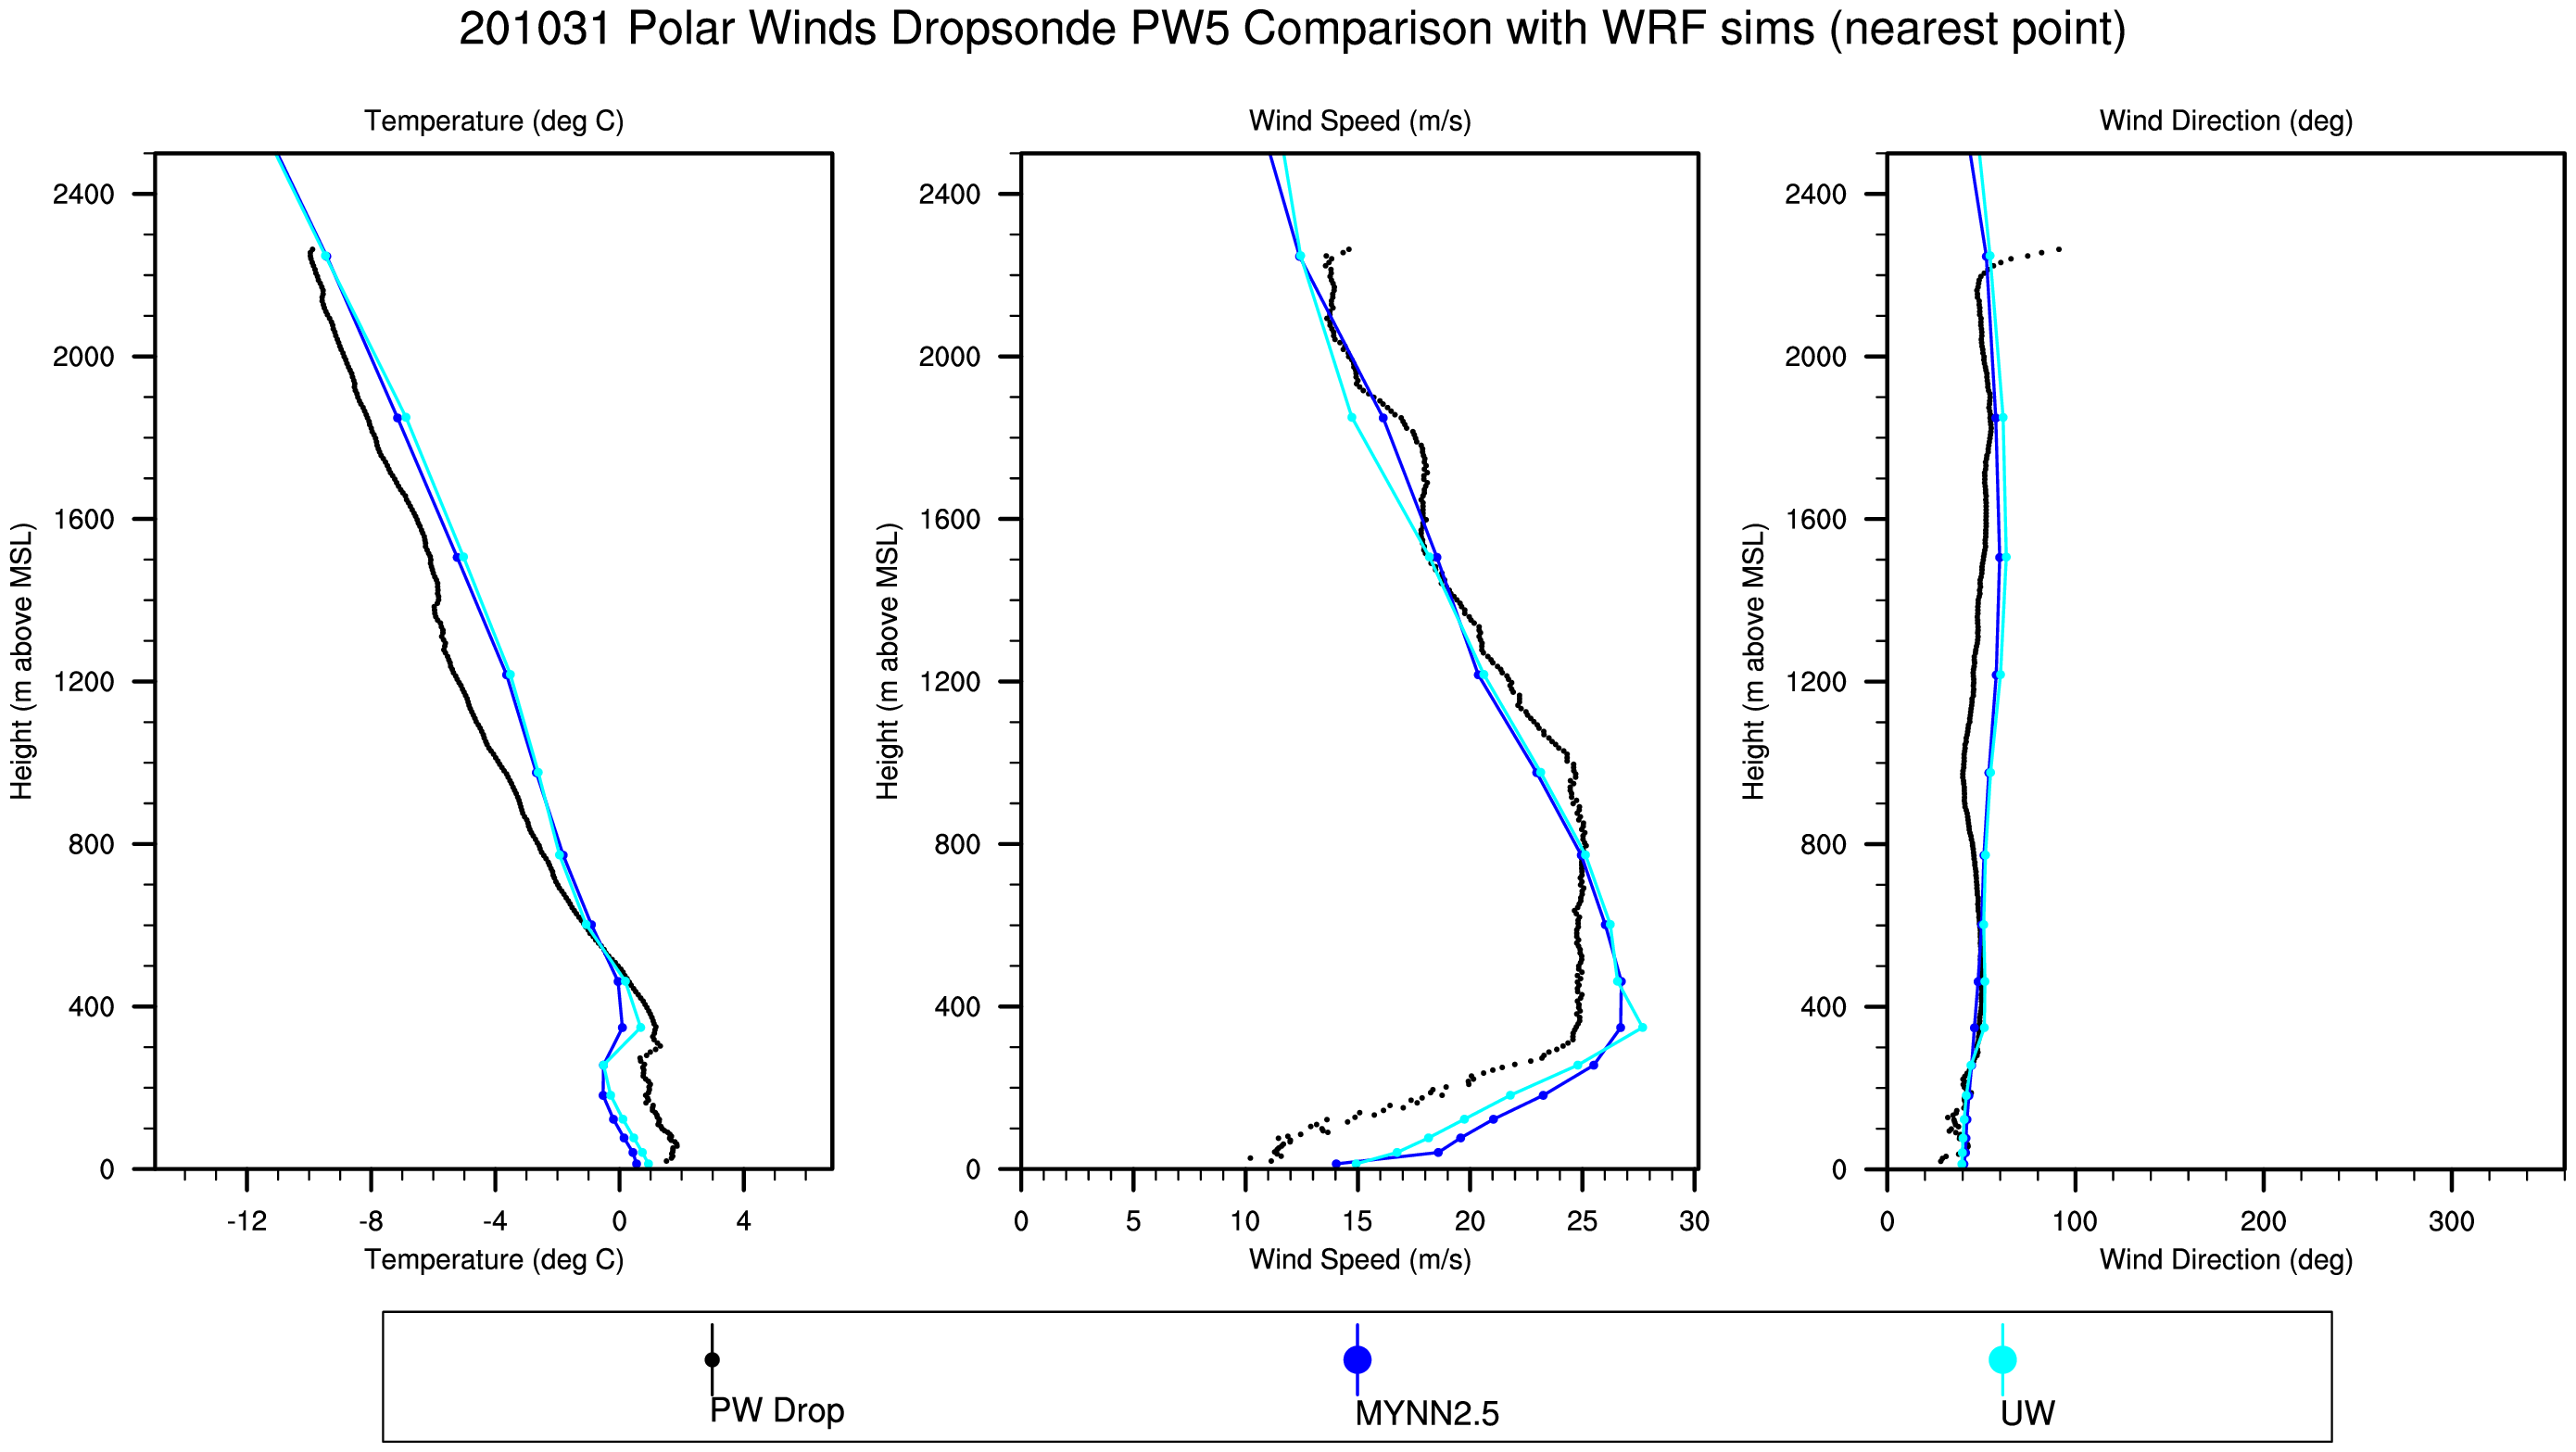 201031 Polar Winds Dropsonde PW5 Comparison with WRF sims (nearest point)
Temperature (deg C)
Height (m above MSL)
2400
2000
1600
1200
800
400
0
-12 -8 -4 0 4
Temperature (deg C)
Wind Speed (m/s)
Height (m above MSL)
2400
2000
1600
1200
800
400
0
0 5 10 15 20 25 30
Wind Speed (m/s)
Wind Direction (deg)
Height (m above MSL)
2400
2000
1600
1200
800
400
0
0 100 200 300
Wind Direction (deg)
PW Drop
MYNN2.5
UW